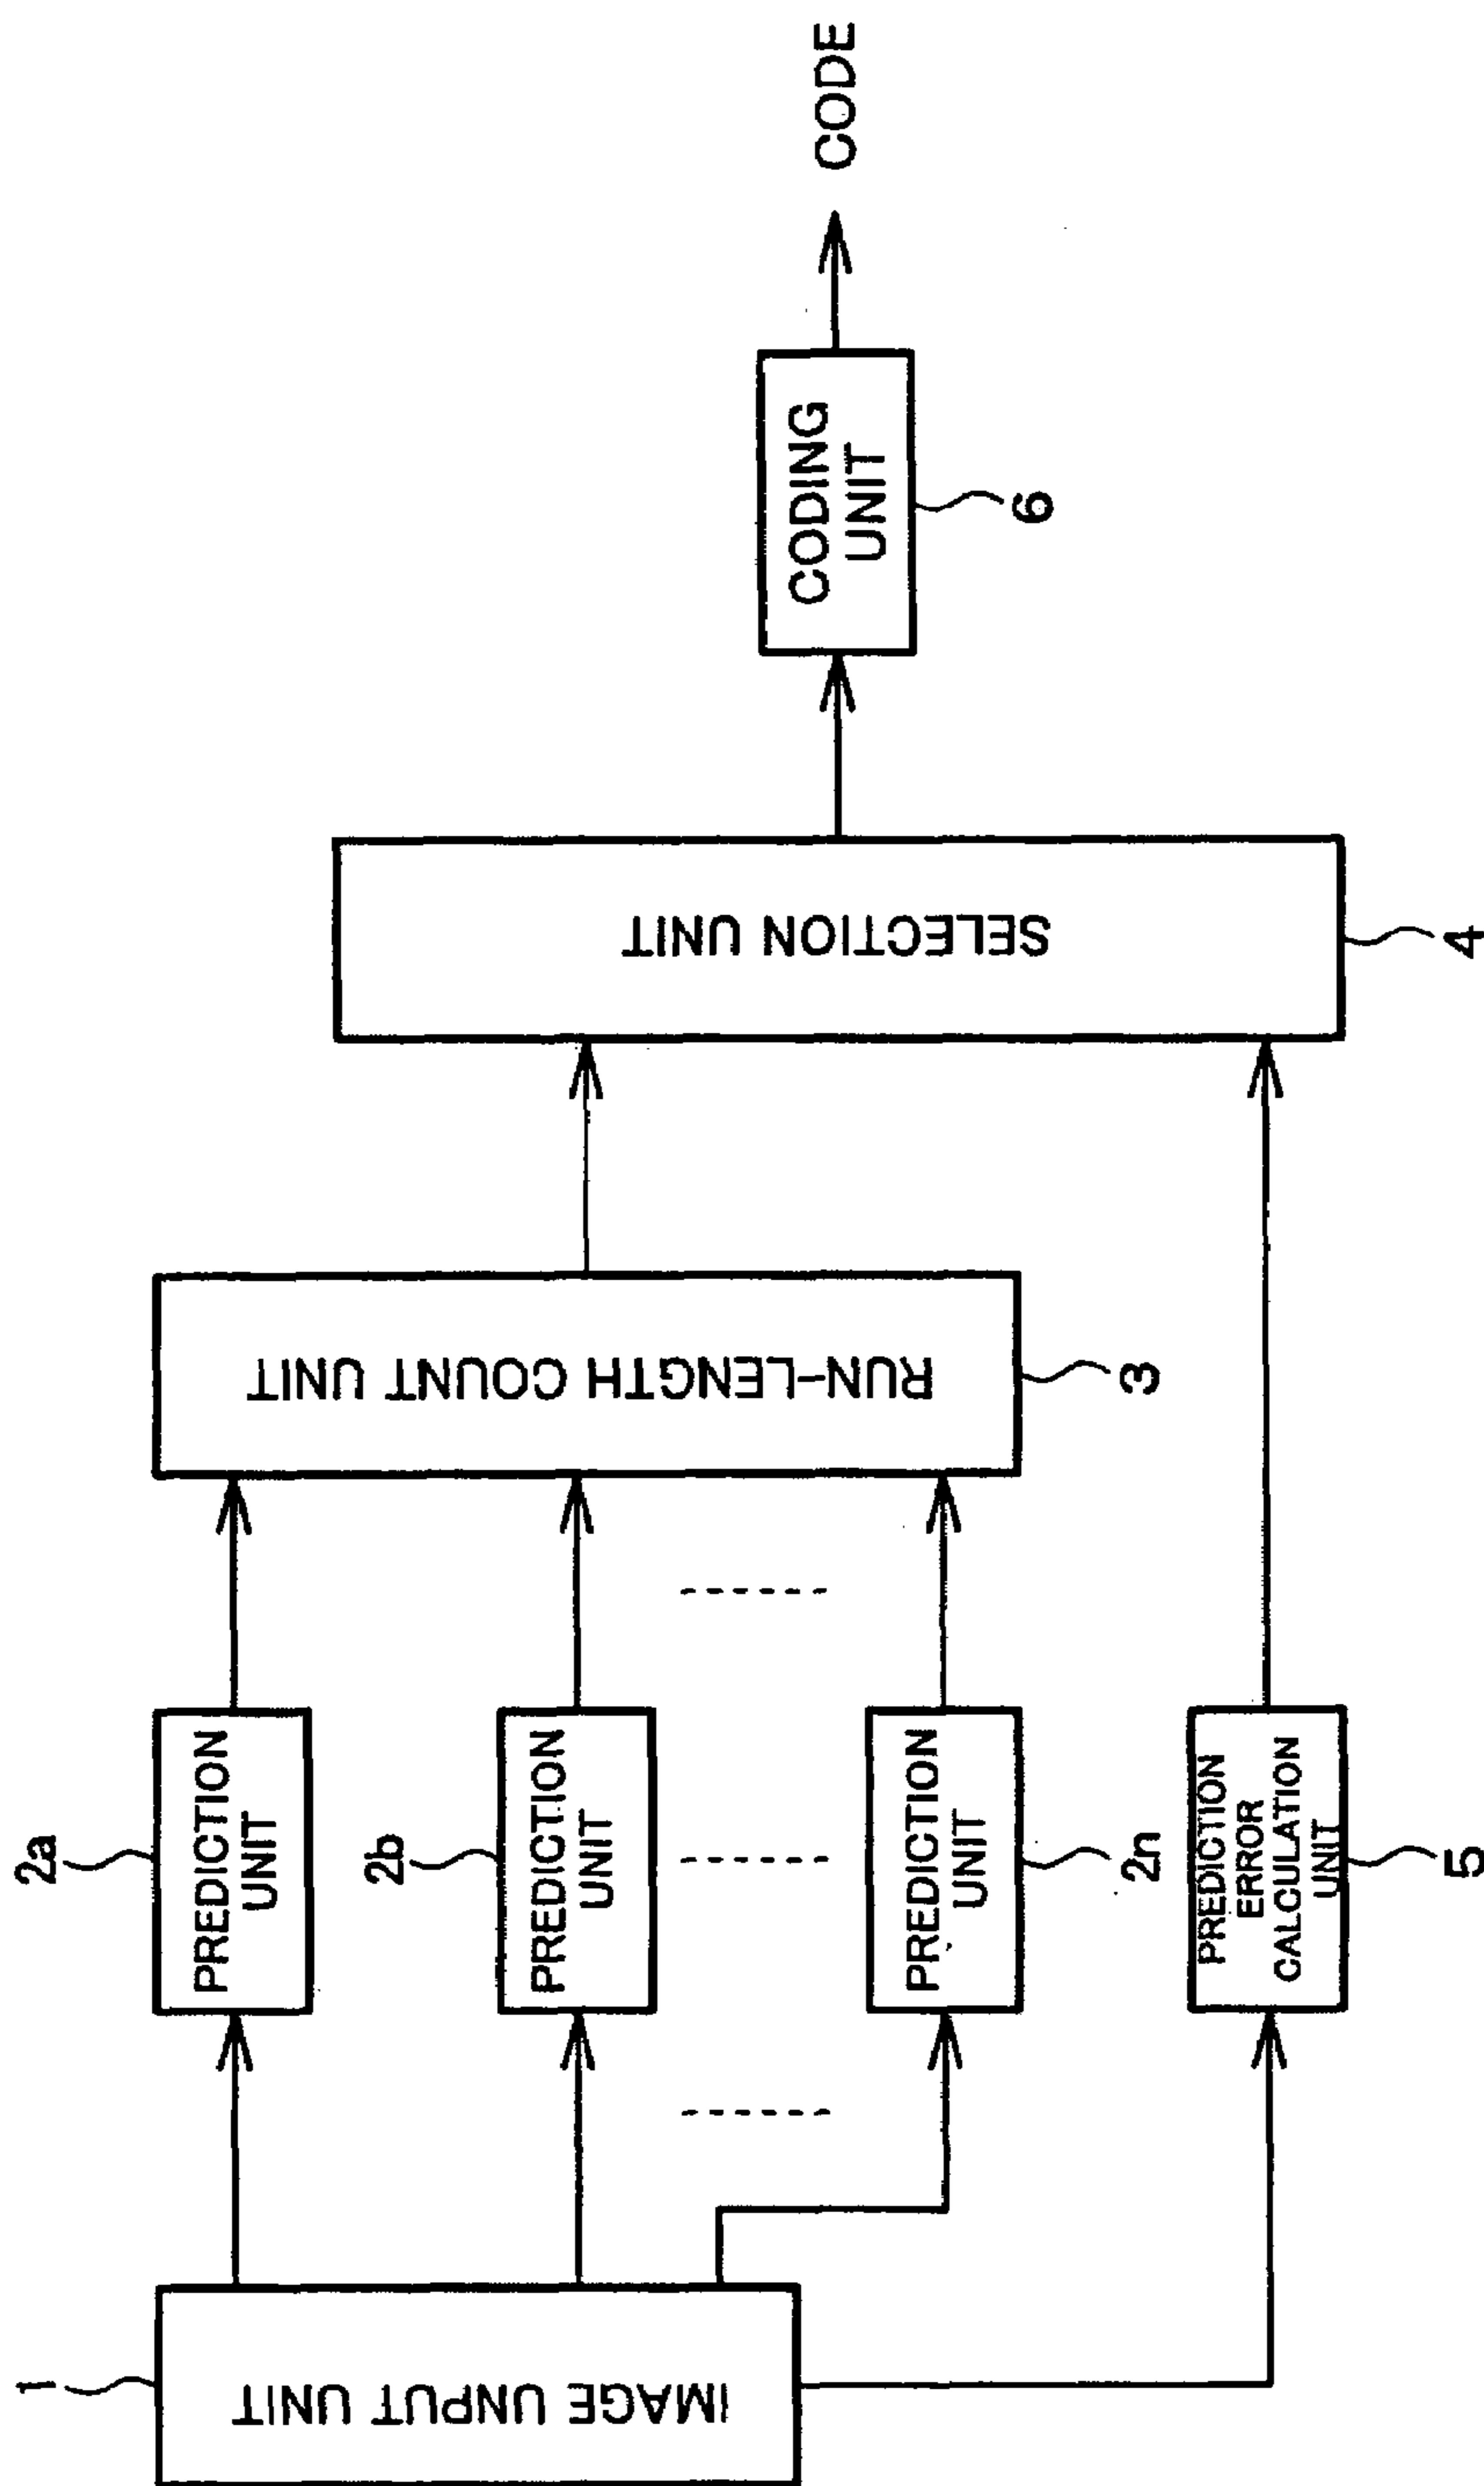 1
IMAGE UNPUT UNIT
2a
PREDICTION
UNIT
2b
PREDICTION
UNIT
PREDICTION
UNIT
2n
PREDICTION
ERROR
CALCULATION
UNIT
5
RUN-LENGTH COUNT UNIT
3
SELECTION UNIT
4
CODING
UNIT
6
CODE